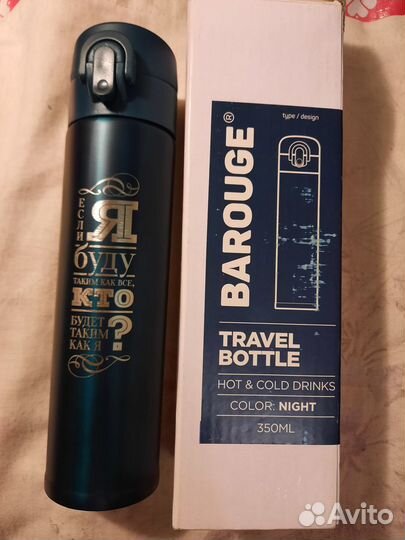 ЕСЛИ
Я
БУДУ
ТАКИМ КАК ВСЕ,
КТО
БУДЕТ
ТАКИМ
КАК Я
?
BAROUGE®
type / design
TRAVEL
BOTTLE
HOT & COLD DRINKS
COLOR: NIGHT
350ML
Avito